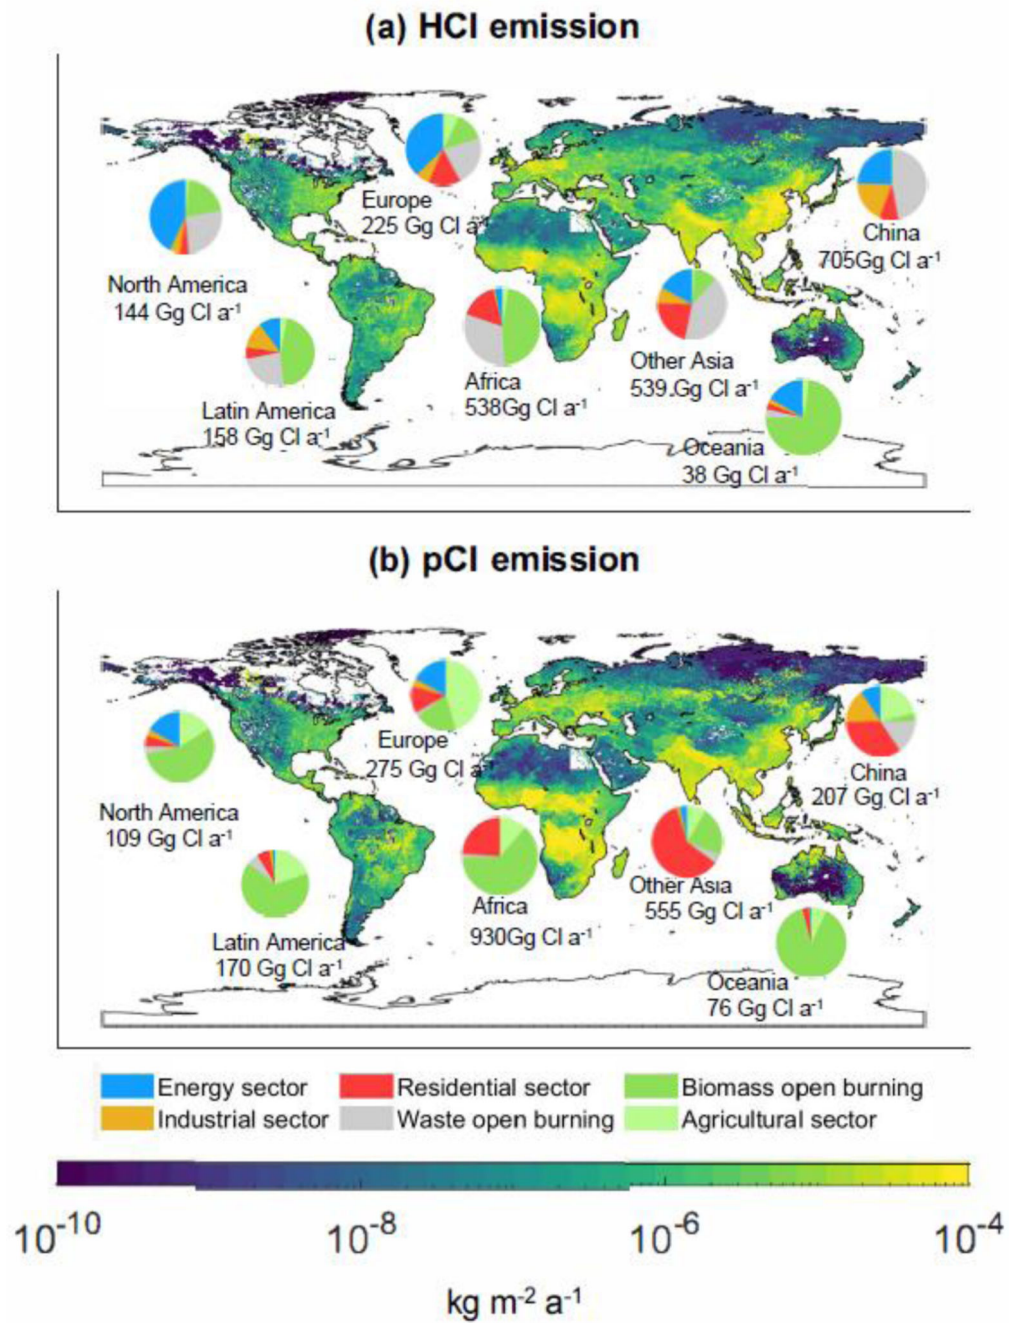 (a) HCl emission
Europe
225 Gg Cl a⁻¹
China
705Gg Cl a⁻¹
North America
144 Gg Cl a⁻¹
Other Asia
539.Gg Cl a⁻¹
Africa
538Gg Cl a⁻¹
Latin America
158 Gg Cl a⁻¹
Oceania
38 Gg Cl a⁻¹
(b) pCl emission
Europe
275 Gg Cl a⁻¹
China
207 Gg Cl a⁻¹
North America
109 Gg Cl a⁻¹
Other Asia
555 Gg Cl a⁻¹
Africa
930Gg Cl a⁻¹
Latin America
170 Gg Cl a⁻¹
Oceania
76 Gg Cl a⁻¹
Energy sector Residential sector Biomass open burning
Industrial sector Waste open burning Agricultural sector
10⁻¹⁰ 10⁻⁸ 10⁻⁶ 10⁻⁴
kg m⁻² a⁻¹